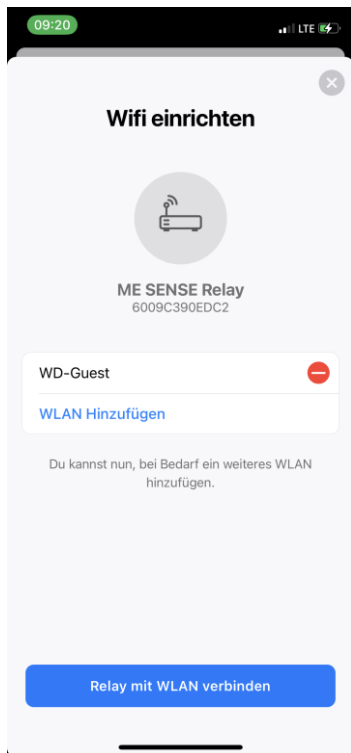 09:20
LTE
Wifi einrichten
ME SENSE Relay
6009C390EDC2
WD-Guest
WLAN Hinzufügen
Du kannst nun, bei Bedarf ein weiteres WLAN
hinzufügen.
Relay mit WLAN verbinden